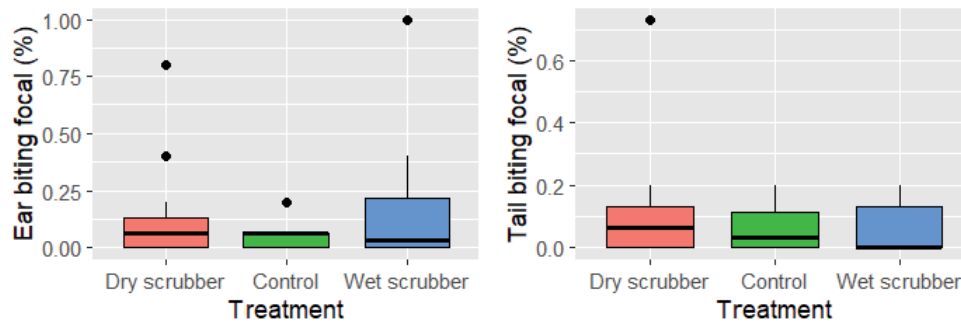 Ear biting focal (%)
1.00
0.75
0.50
0.25
0.00
Dry scrubber Control Wet scrubber
Treatment
Tail biting focal (%)
0.6
0.4
0.2
0.0
Dry scrubber Control Wet scrubber
Treatment